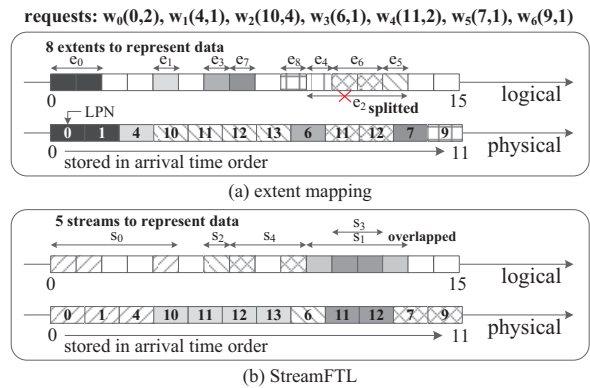 requests: w₀(0,2), w₁(4,1), w₂(10,4), w₃(6,1), w₄(11,2), w₅(7,1), w₆(9,1)
8 extents to represent data
e₀ e₁ e₃ e₇ e₈ e₄ e₆ e₅
0 e₂ splitted 15 logical
LPN
0 1 4 10 11 12 13 6 11 12 7 9 physical
0 stored in arrival time order 11
(a) extent mapping
5 streams to represent data
s₃
s₀ s₂ s₄ s₁ overlapped
0 15 logical
0 1 4 10 11 12 13 6 11 12 7 9 physical
0 stored in arrival time order 11
(b) StreamFTL